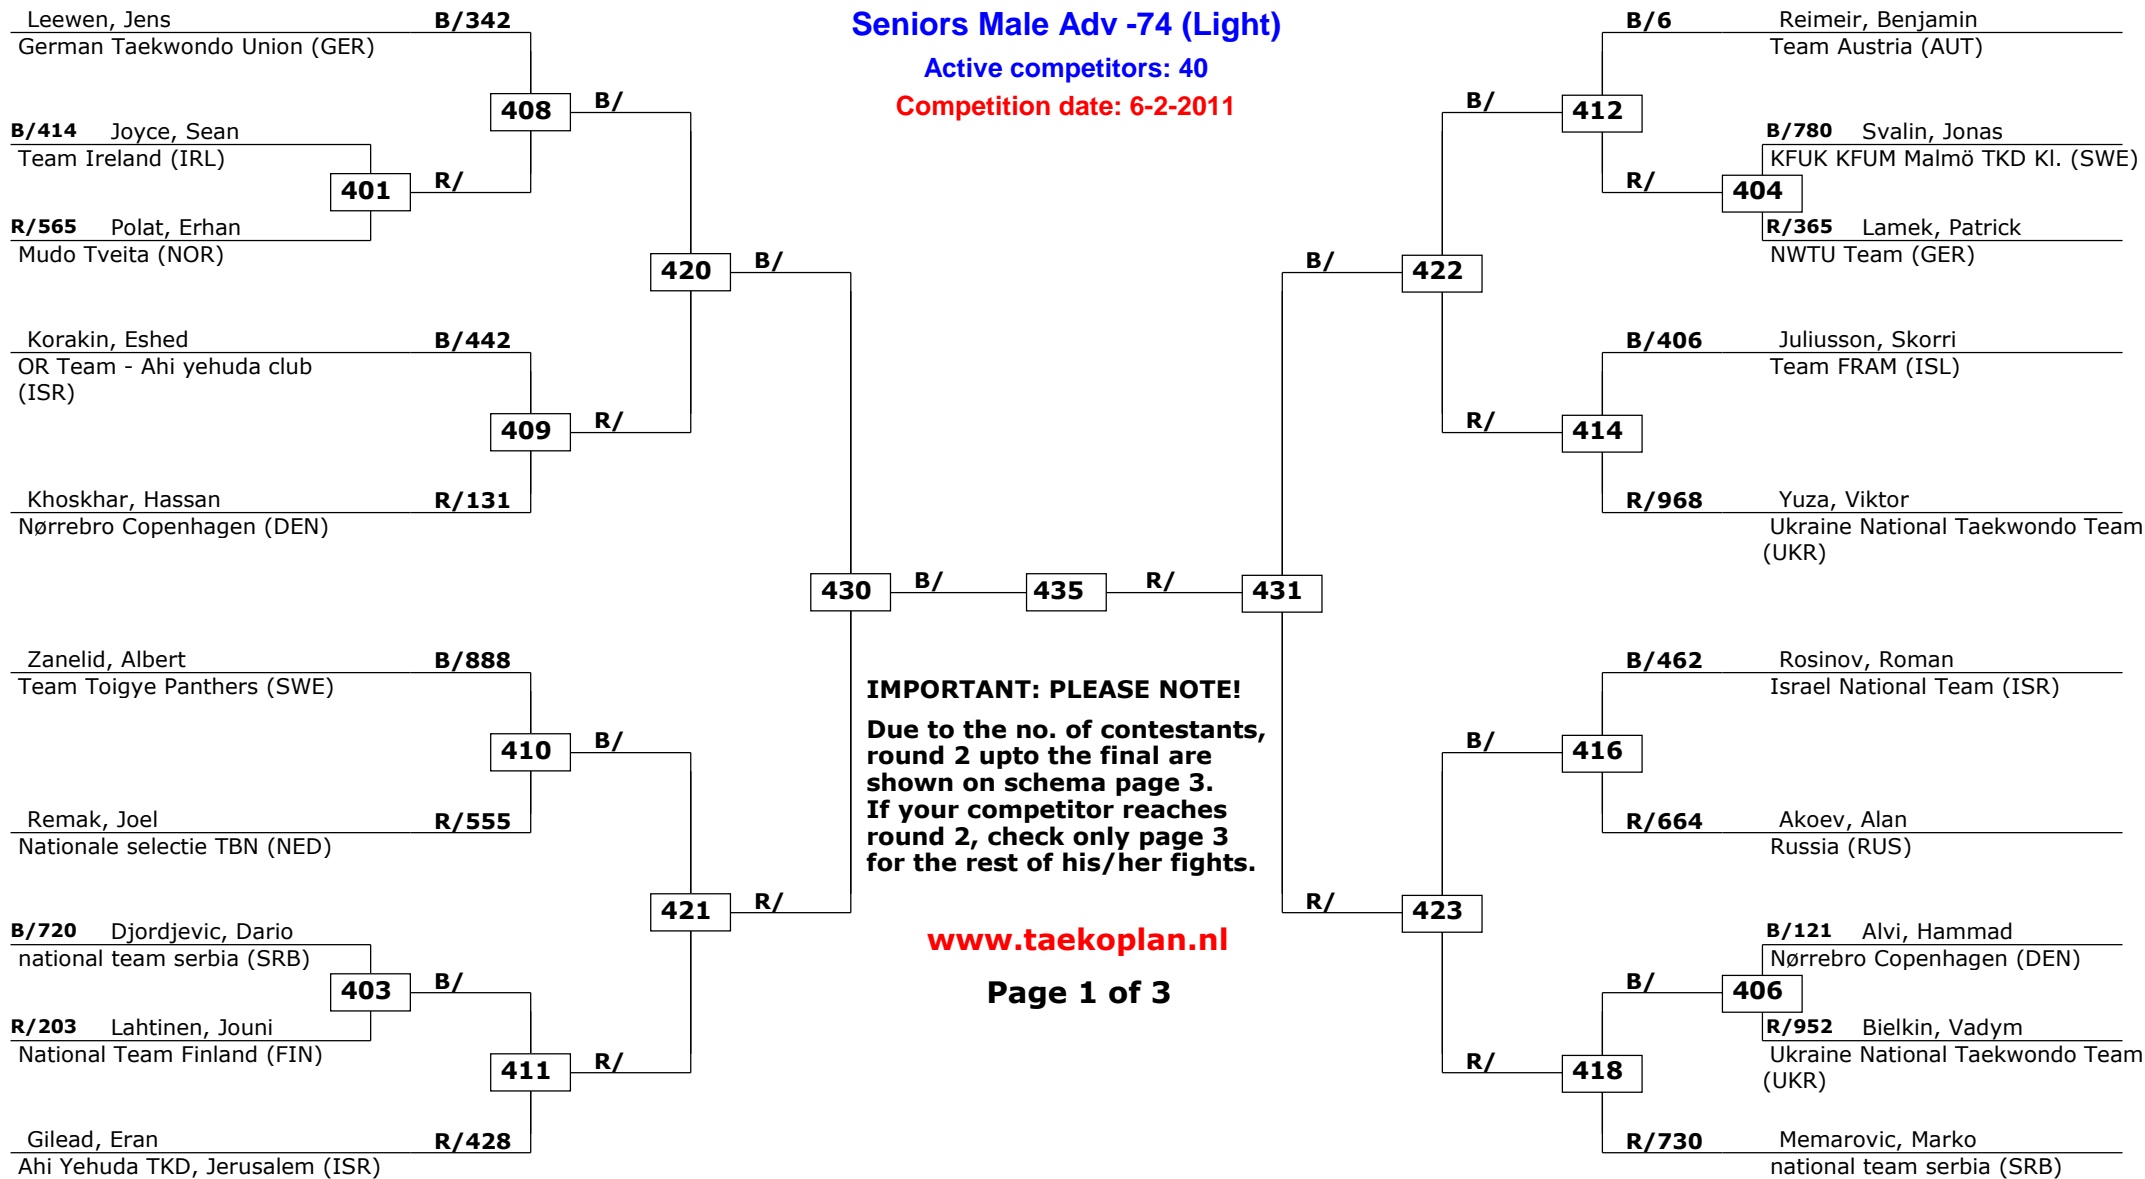 Seniors Male Adv -74 (Light)
Active competitors: 40
Competition date: 6-2-2011
Leewen, Jens
B/342
German Taekwondo Union (GER)
408
B/
B/414 Joyce, Sean
Team Ireland (IRL)
401
R/
R/565 Polat, Erhan
Mudo Tveita (NOR)
420
B/
Korakin, Eshed
B/442
OR Team - Ahi yehuda club
(ISR)
409
R/
Khoskhar, Hassan
R/131
Nørrebro Copenhagen (DEN)
430
B/
435
R/
431
Zanelid, Albert
B/888
Team Toigye Panthers (SWE)
410
B/
Remak, Joel
R/555
Nationale selectie TBN (NED)
421
R/
B/720 Djordjevic, Dario
national team serbia (SRB)
403
B/
R/203 Lahtinen, Jouni
National Team Finland (FIN)
411
R/
Gilead, Eran
R/428
Ahi Yehuda TKD, Jerusalem (ISR)
IMPORTANT: PLEASE NOTE!
Due to the no. of contestants,
round 2 upto the final are
shown on schema page 3.
If your competitor reaches
round 2, check only page 3
for the rest of his/her fights.
www.taekoplan.nl
Page 1 of 3
B/6
Reimeir, Benjamin
Team Austria (AUT)
B/
412
B/780 Svalin, Jonas
KFUK KFUM Malmö TKD Kl. (SWE)
R/
404
R/365 Lamek, Patrick
NWTU Team (GER)
B/
422
B/406
Juliusson, Skorri
Team FRAM (ISL)
R/
414
R/968
Yuza, Viktor
Ukraine National Taekwondo Team
(UKR)
B/462
Rosinov, Roman
Israel National Team (ISR)
B/
416
R/664
Akoev, Alan
Russia (RUS)
R/
423
B/121 Alvi, Hammad
Nørrebro Copenhagen (DEN)
B/
406
R/952 Bielkin, Vadym
Ukraine National Taekwondo Team
(UKR)
R/
418
R/730
Memarovic, Marko
national team serbia (SRB)